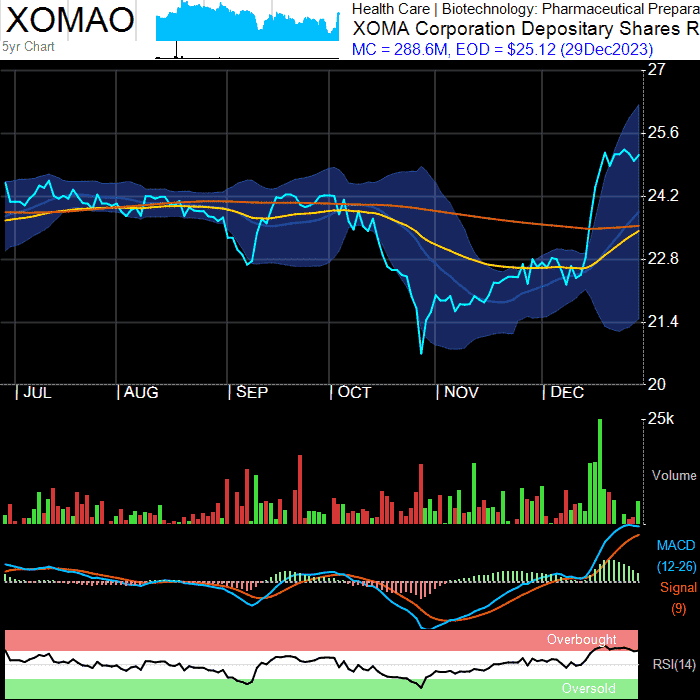 XOMAO
5yr Chart
Health Care | Biotechnology: Pharmaceutical Prepara
XOMA Corporation Depositary Shares R
MC = 288.6M, EOD = $25.12 (29Dec2023)
27
25.6
24.2
22.8
21.4
20
| JUL | AUG | SEP | OCT | NOV | DEC
25k
Volume
MACD
(12-26)
Signal
(9)
Overbought
RSI(14)
Oversold